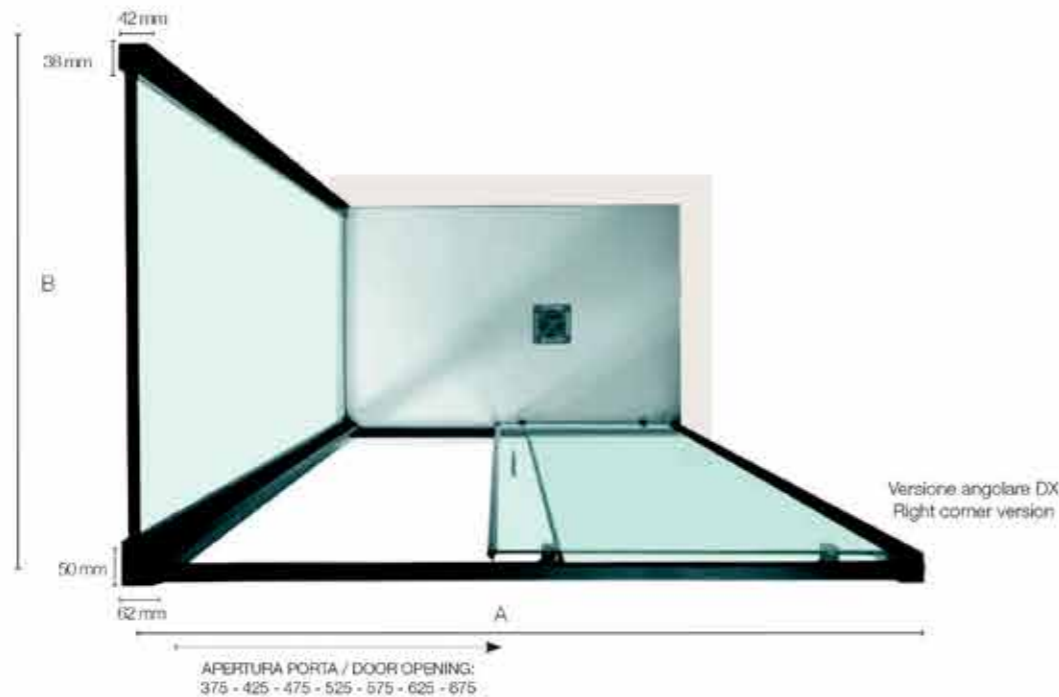 42 mm
38 mm
B
Versione angolare DX
Right corner version
50 mm
62 mm
A
APERTURA PORTA / DOOR OPENING:
375 - 425 - 475 - 525 - 575 - 625 - 675